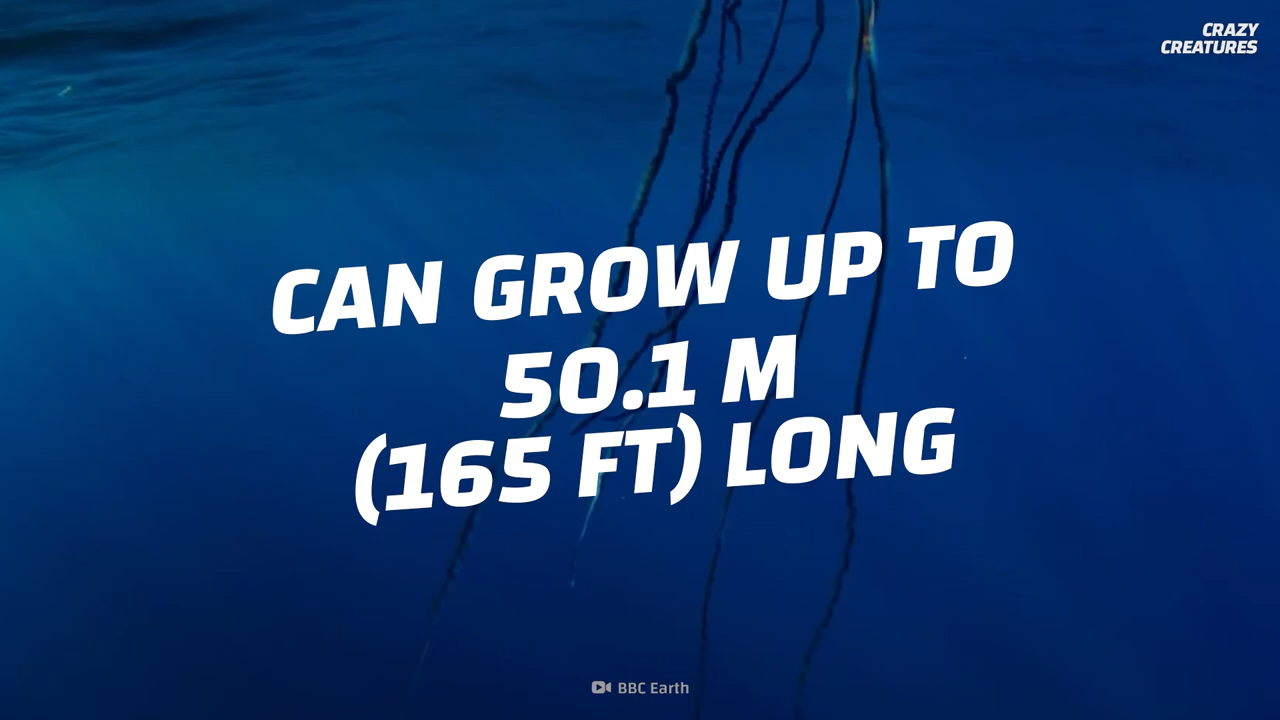 CRAZY
CREATURES
CAN GROW UP TO
50.1 M
(165 FT) LONG
BBC Earth